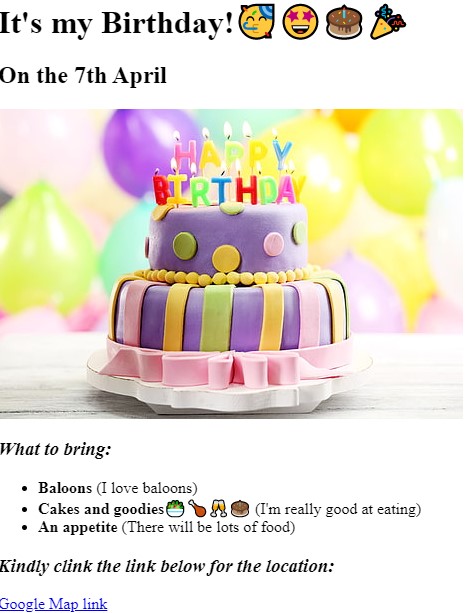 It's my Birthday!🥳🤩🎂🎉
On the 7th April
HAPPY
BIRTHDAY
What to bring:
• Baloons (I love baloons)
• Cakes and goodies🥗🍗🥂🎂 (I'm really good at eating)
• An appetite (There will be lots of food)
Kindly clink the link below for the location:
Google Map link